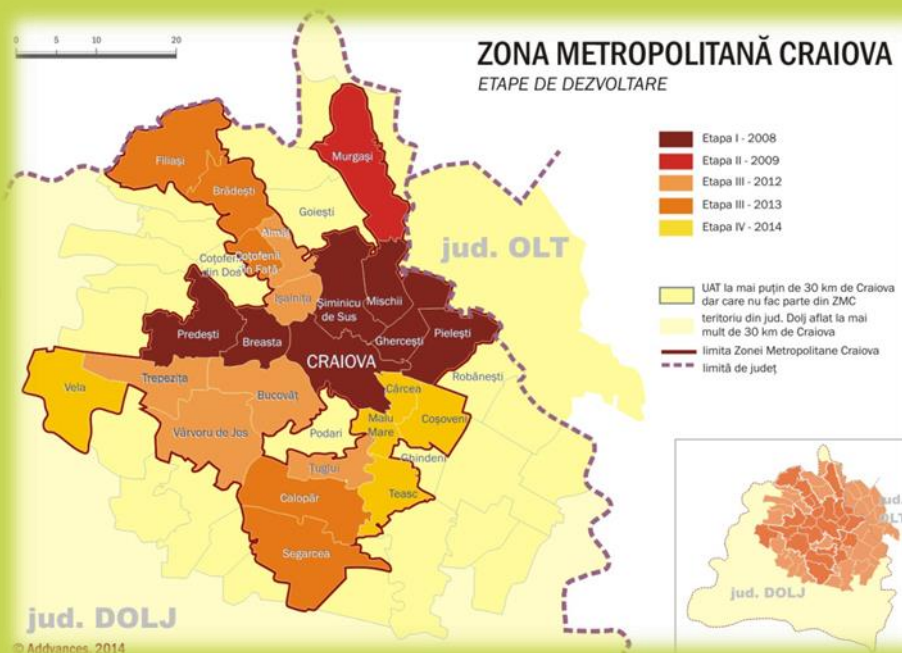 ZONA METROPOLITANĂ CRAIOVA
ETAPE DE DEZVOLTARE
0 5 10 20
Etapa I - 2008
Etapa II - 2009
Etapa III - 2012
Etapa III - 2013
Etapa IV - 2014
UAT la mai puțin de 30 km de Craiova
dar care nu fac parte din ZMC
teritoriu din jud. Dolj aflat la mai
mult de 30 km de Craiova
limita Zonei Metropolitane Craiova
limită de județ
Filiași
Murgași
Brădești
Goiești
Almăj
jud. OLT
Coțofenii
din Dos
Coțofenii
din Față
Ișalnița
Mischii
Șiminicu
de Sus
Predești
Breasta
Ghercești
Pielești
CRAIOVA
Robănești
Vela
Trepezița
Cârcea
Bucovăț
Coșoveni
Malu
Mare
Vârvoru de Jos
Podari
Ghindeni
Țuglui
Calopăr
Teasc
Segarcea
jud. DOLJ
© Addvances, 2014
jud.
OLT
jud. DOLJ